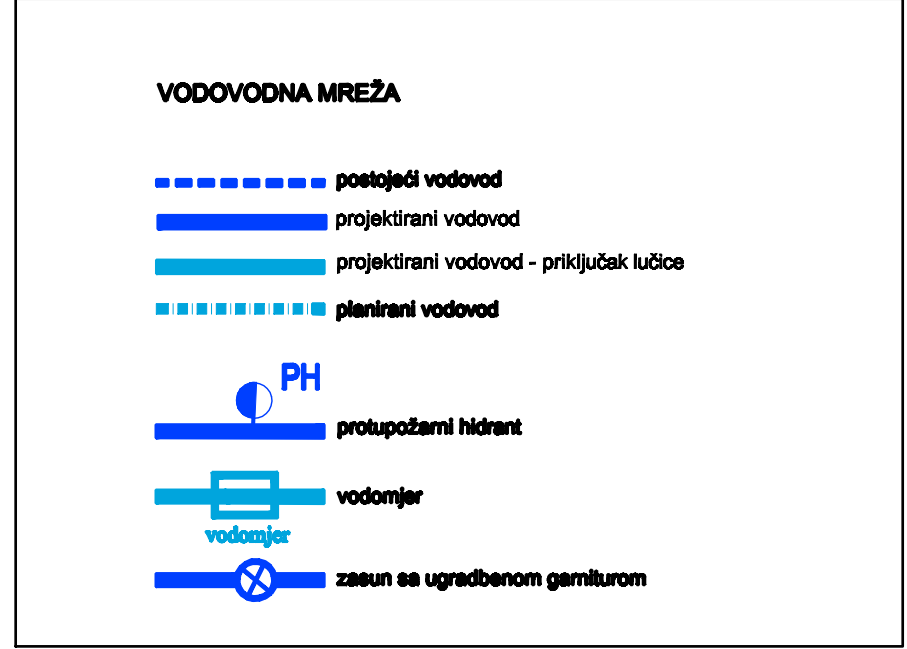 VODOVODNA MREŽA
postojeći vodovod
projektirani vodovod
projektirani vodovod - priključak lučice
planirani vodovod
PH
protupožarni hidrant
vodomjer
vodomjer
zasun sa ugradbenom garniturom